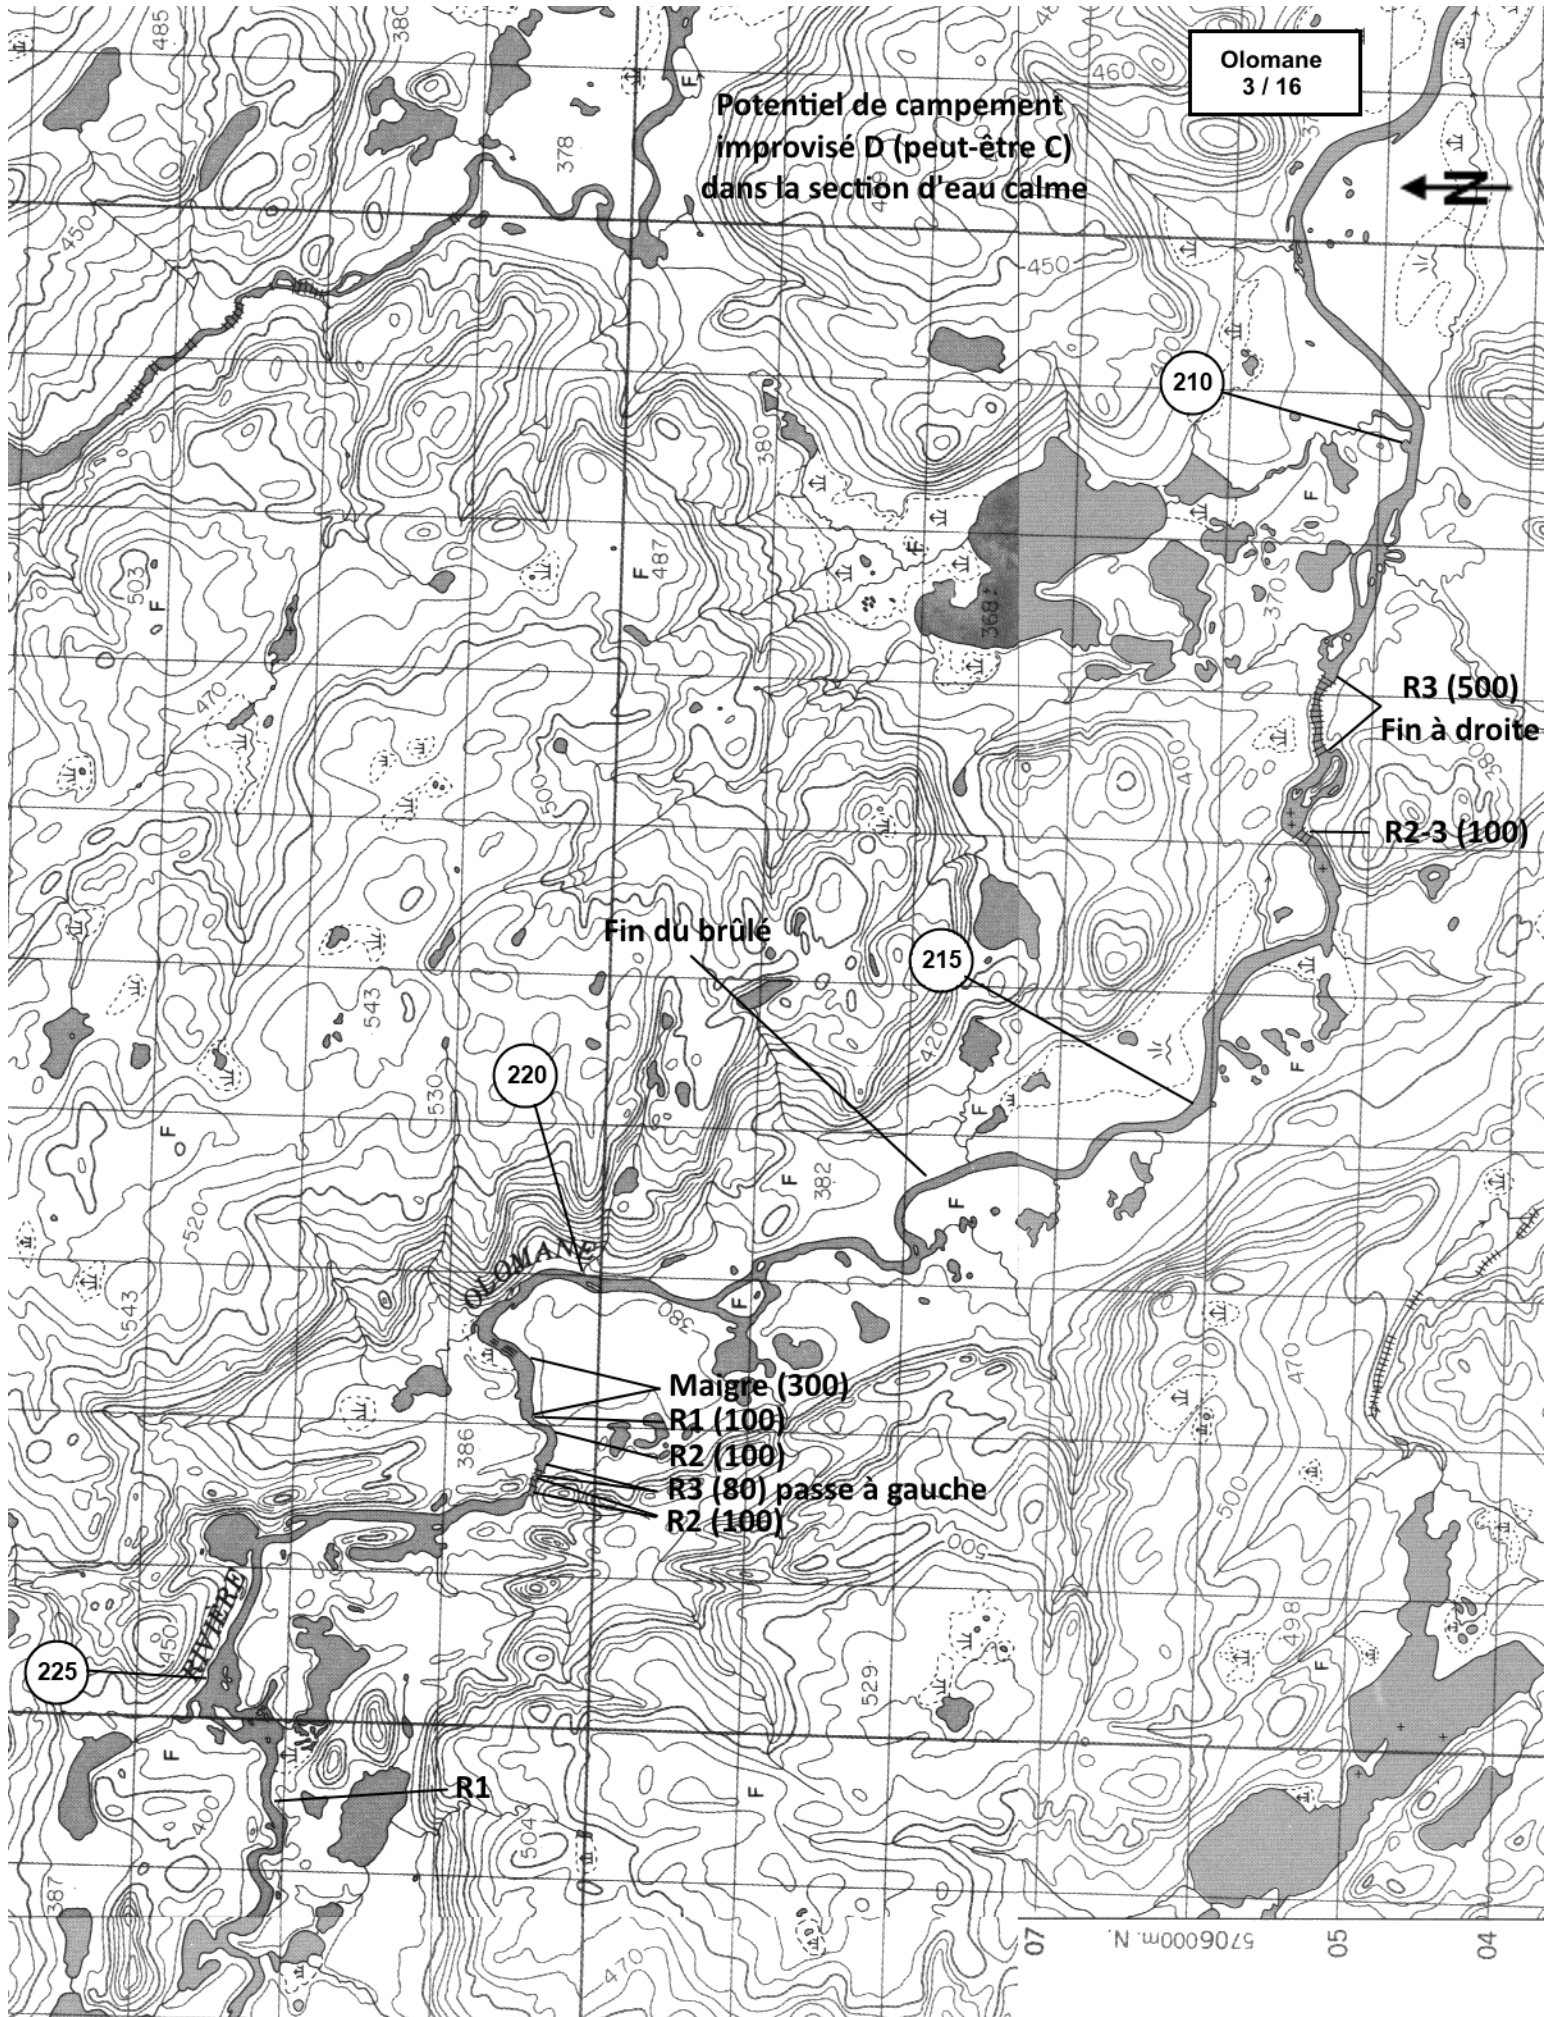 Olomane
3 / 16
Potentiel de campement
improvisé D (peut-être C)
dans la section d'eau calme
N
485
380
460
378
450
450
400
210
380
F
F
487
503
F
F
F
368±
370
470
R3 (500)
Fin à droite
380
400
R2-3 (100)
500
Fin du brûlé
215
543
420
220
530
F
F
F
F
382
F
520
OLOMANE
543
380
F
470
Maigre (300)
R1 (100)
R2 (100)
R3 (80) passe à gauche
R2 (100)
386
500
500
RIVIERE
450
225
498
F
529
F
R1
F
400
504
387
470
07
5706000m. N.
05
04